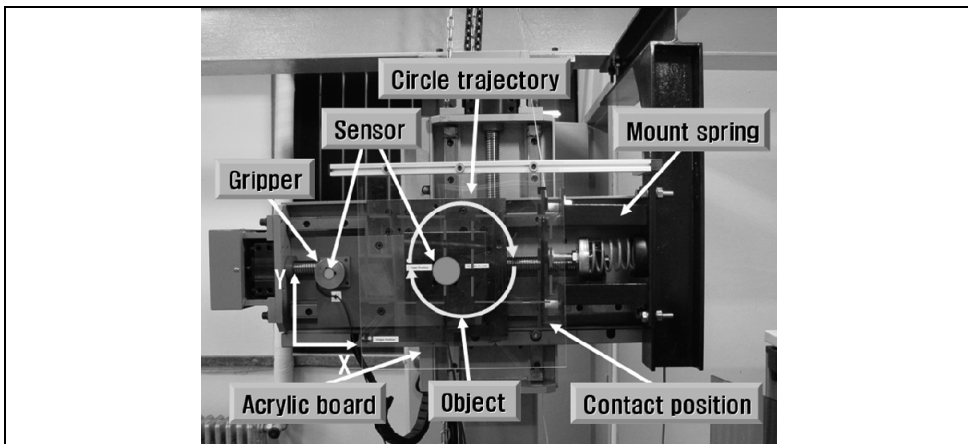 Circle trajectory
Sensor
Mount spring
Gripper
Y
X
Acrylic board
Object
Contact position